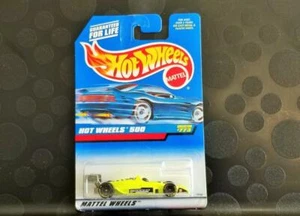 GUARANTEED
FOR LIFE
Hot Wheels
MATTEL
HOT WHEELS 500
MATTEL WHEELS